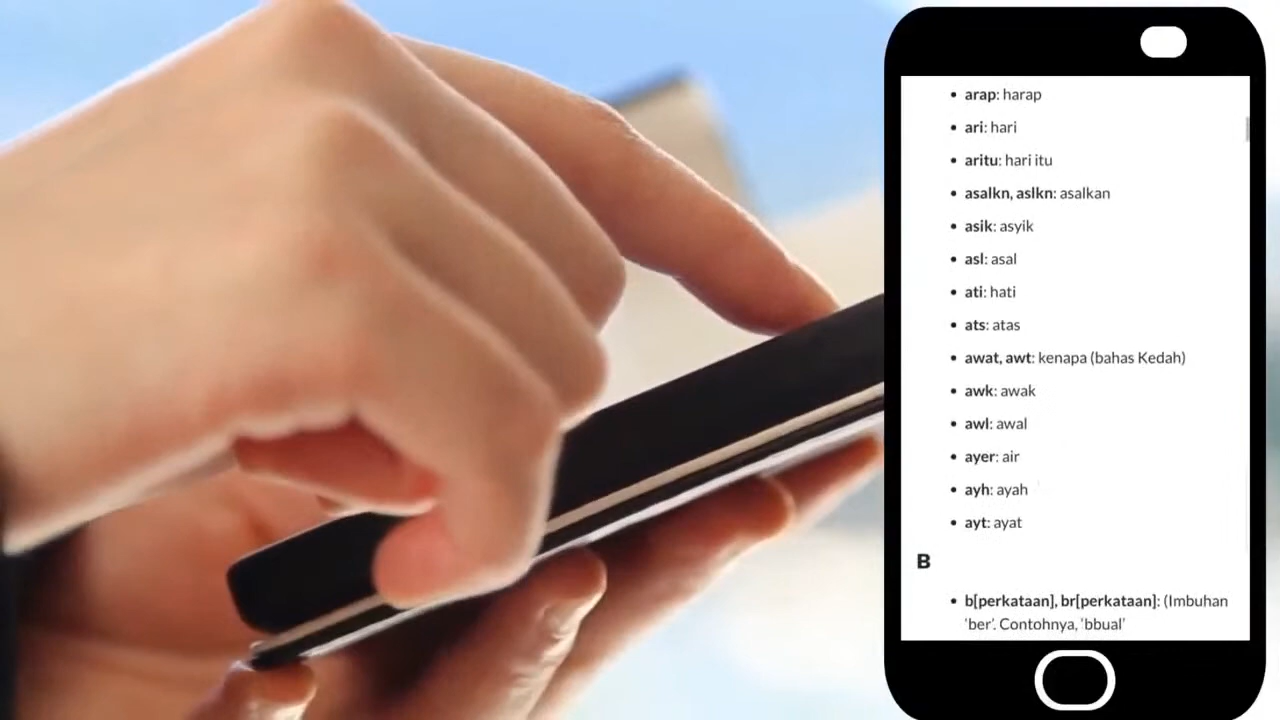 arap: harap
ari: hari
aritu: hari itu
asalkn, aslkn: asalkan
asik: asyik
asl: asal
ati: hati
ats: atas
awat, awt: kenapa (bahas Kedah)
awk: awak
awl: awal
ayer: air
ayh: ayah
ayt: ayat
B
b[perkataan], br[perkataan]: (Imbuhan
'ber'. Contohnya, 'bbual'